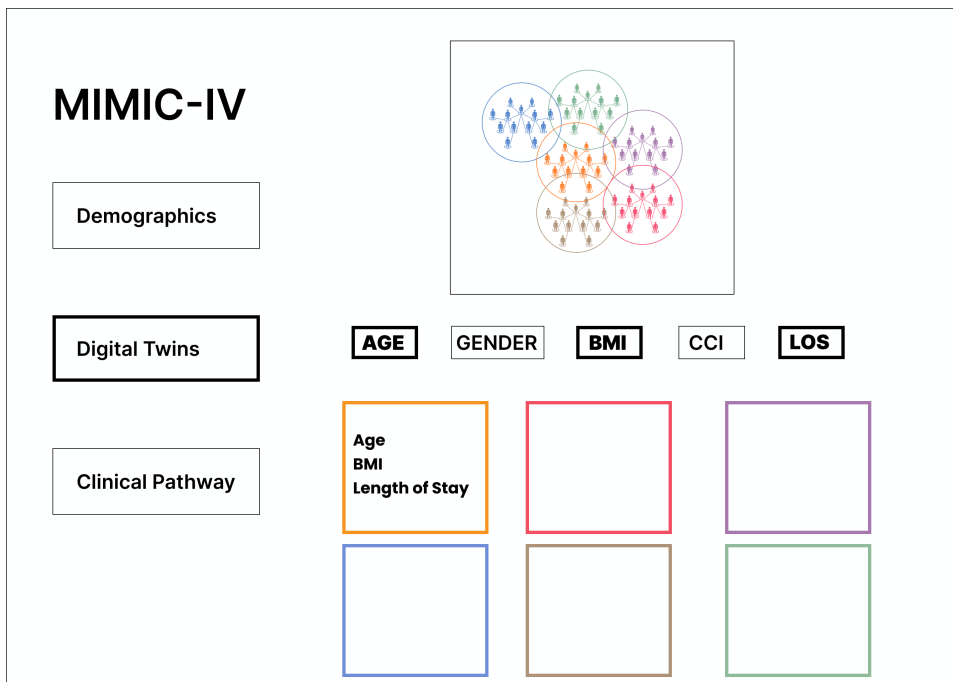 MIMIC-IV
Demographics
Digital Twins
Clinical Pathway
AGE
GENDER
BMI
CCI
LOS
Age
BMI
Length of Stay